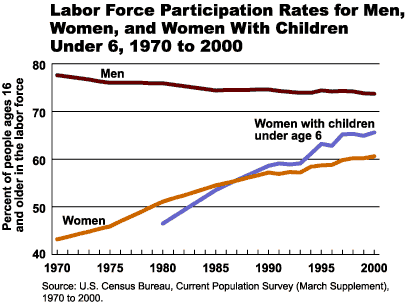 Labor Force Participation Rates for Men,
Women, and Women With Children
Under 6, 1970 to 2000
Percent of people ages 16
and older in the labor force
80
70
60
50
40
Men
Women with children
under age 6
Women
1970 1975 1980 1985 1990 1995 2000
Source: U.S. Census Bureau, Current Population Survey (March Supplement),
1970 to 2000.